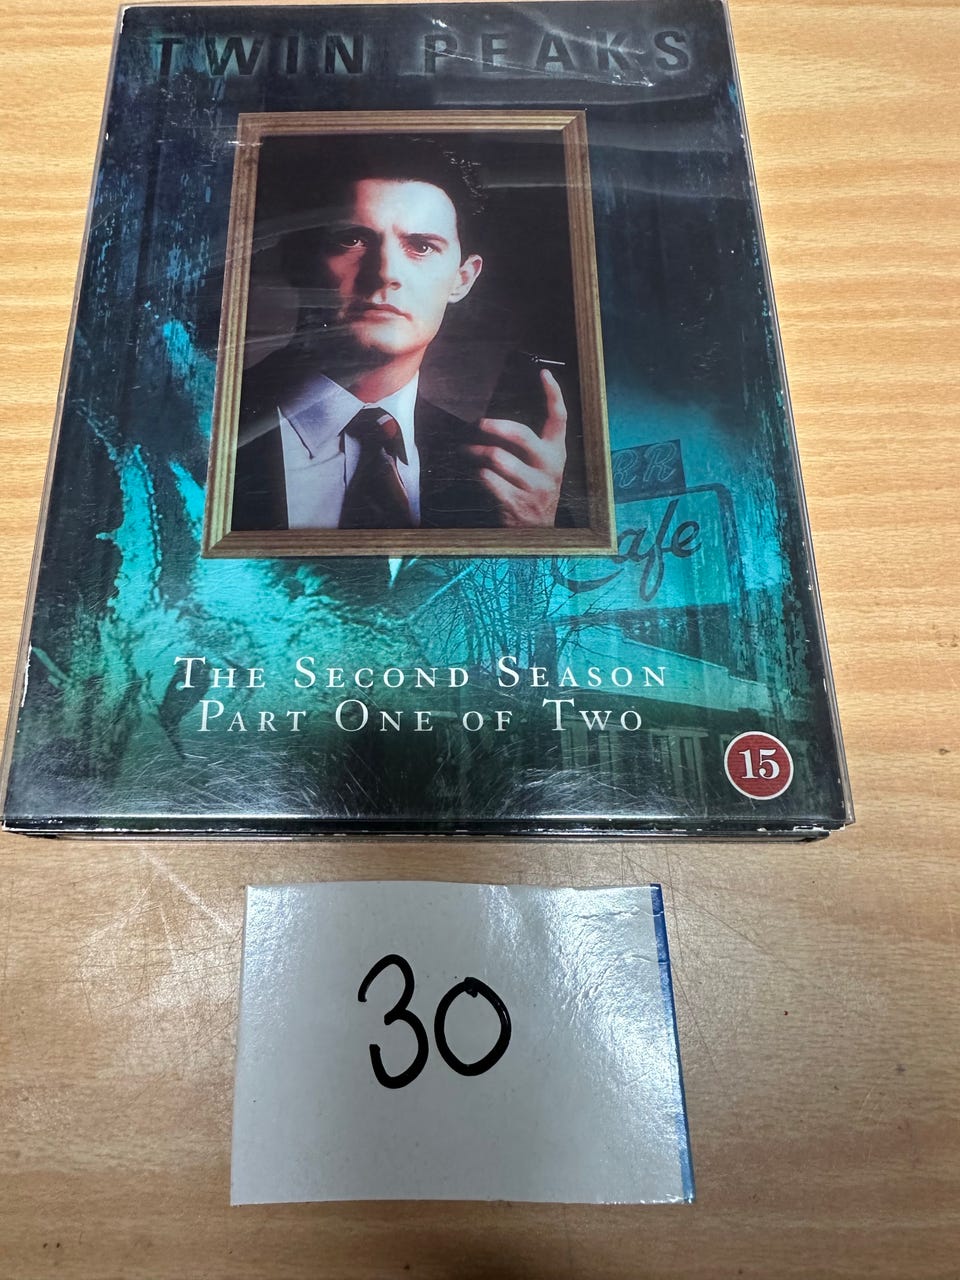 TWIN PEAKS
RR
Cafe
THE SECOND SEASON
PART ONE OF TWO
15
30